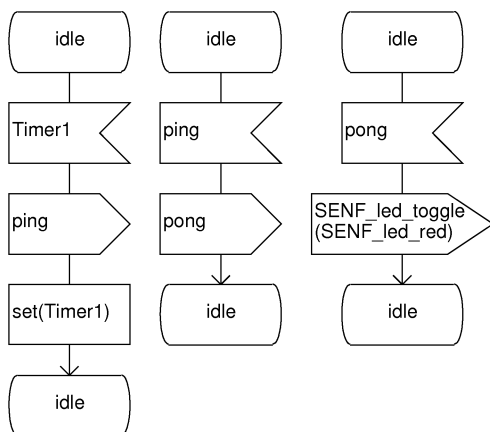 idle
Timer1
ping
set(Timer1)
idle
idle
ping
pong
idle
idle
pong
SENF_led_toggle
(SENF_led_red)
idle